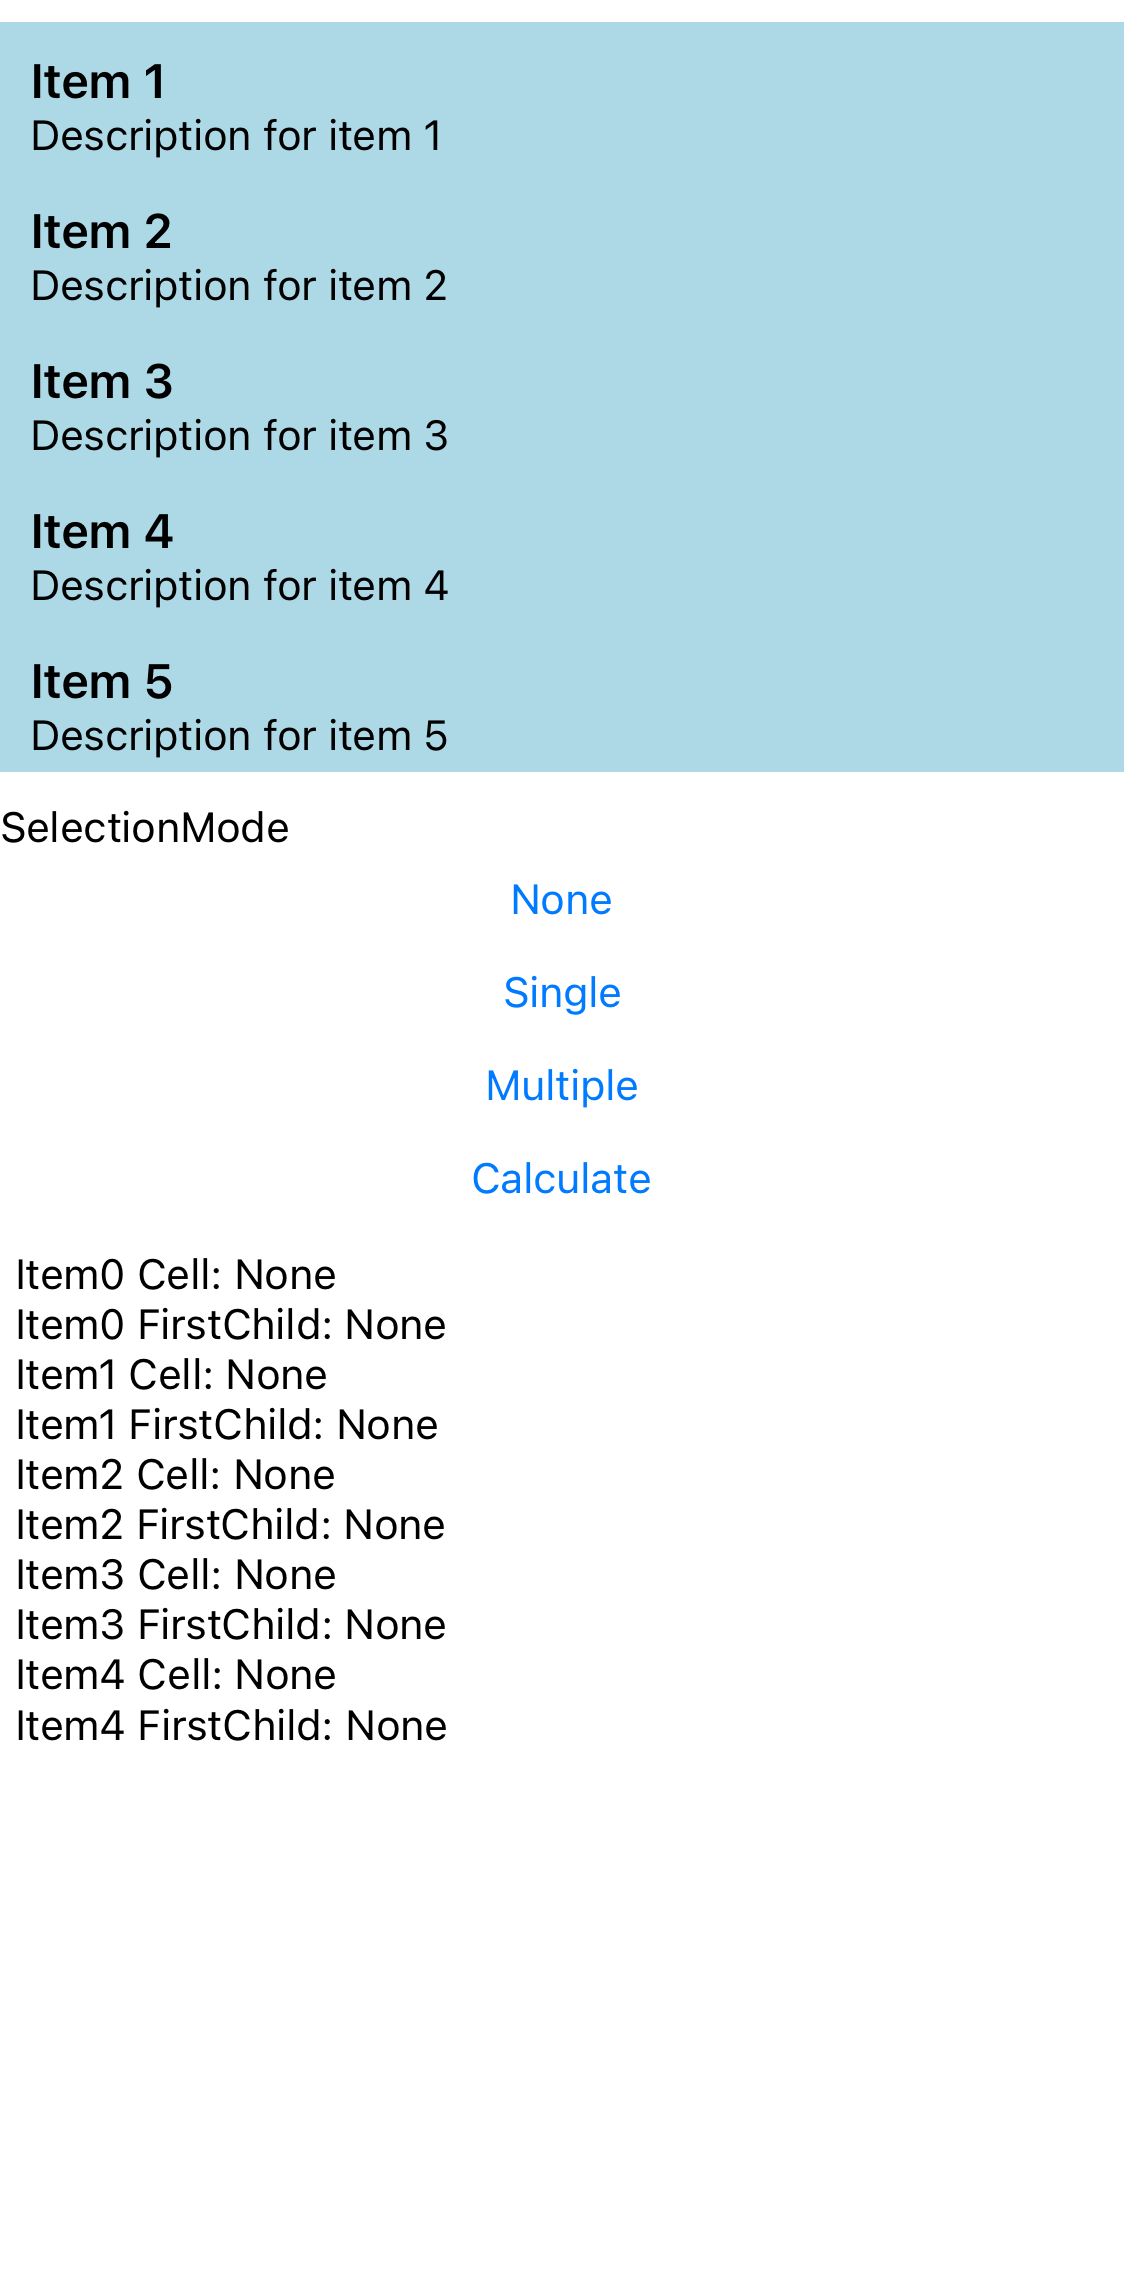 Item 1
Description for item 1
Item 2
Description for item 2
Item 3
Description for item 3
Item 4
Description for item 4
Item 5
Description for item 5
SelectionMode
None
Single
Multiple
Calculate
Item0 Cell: None
Item0 FirstChild: None
Item1 Cell: None
Item1 FirstChild: None
Item2 Cell: None
Item2 FirstChild: None
Item3 Cell: None
Item3 FirstChild: None
Item4 Cell: None
Item4 FirstChild: None